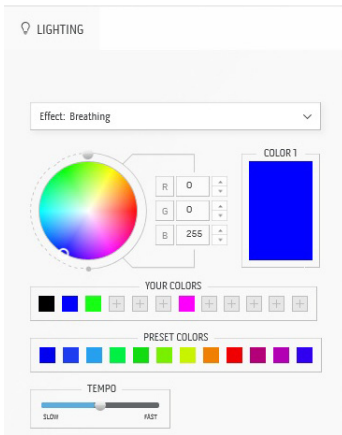 LIGHTING
Effect: Breathing
COLOR 1
R 0
G 0
B 255
YOUR COLORS
PRESET COLORS
TEMPO
SLOW FAST